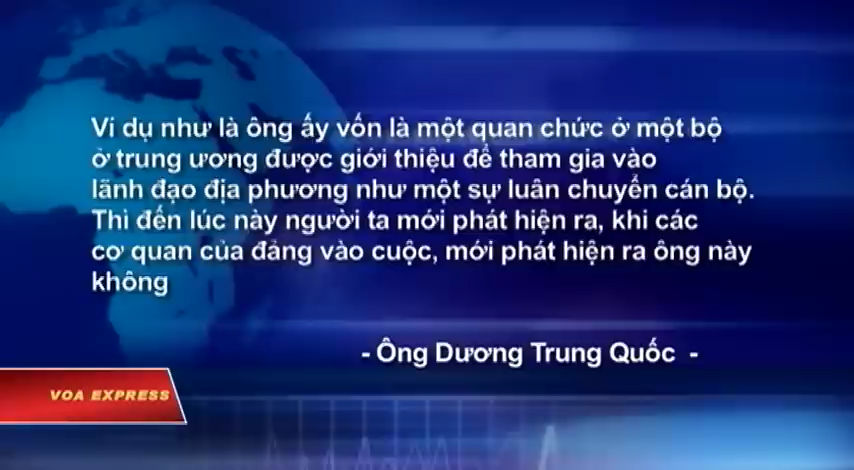 Ví dụ như là ông ấy vốn là một quan chức ở một bộ
ở trung ương được giới thiệu để tham gia vào
lãnh đạo địa phương như một sự luân chuyển cán bộ.
Thì đến lúc này người ta mới phát hiện ra, khi các
cơ quan của đảng vào cuộc, mới phát hiện ra ông này
không
- Ông Dương Trung Quốc -
VOA EXPRESS